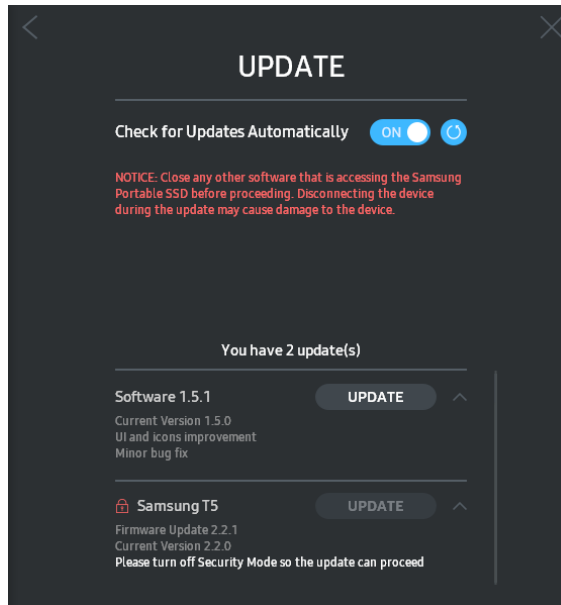 UPDATE
Check for Updates Automatically ON
NOTICE: Close any other software that is accessing the Samsung
Portable SSD before proceeding. Disconnecting the device
during the update may cause damage to the device.
You have 2 update(s)
Software 1.5.1 UPDATE
Current Version 1.5.0
UI and icons improvement
Minor bug fix
Samsung T5 UPDATE
Firmware Update 2.2.1
Current Version 2.2.0
Please turn off Security Mode so the update can proceed